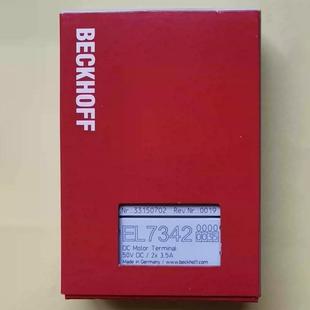 BECKHOFF
Nr. 33150702 Rev.Nr. 0019
EL7342
DC Motor Terminal
50V DC / 2x 3.5A
Made in Germany / www.beckhoff.com